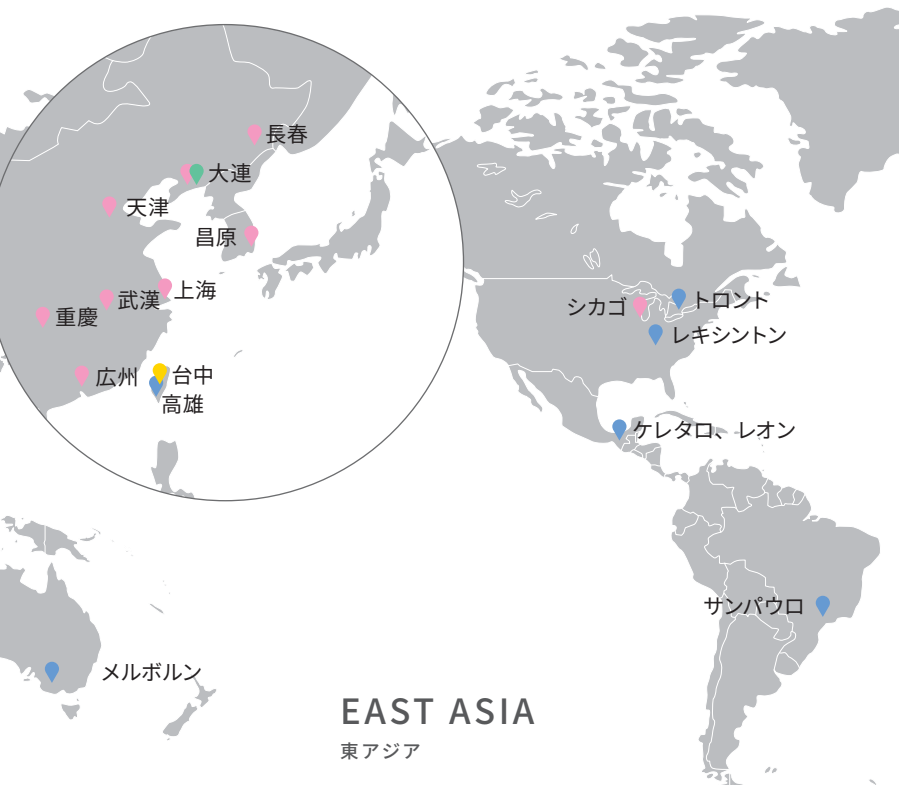 長春
大連
天津
昌原
上海
武漢
重慶
広州
台中
高雄
シカゴ
トロント
レキシントン
ケレタロ、レオン
サンパウロ
メルボルン
EAST ASIA
東アジア